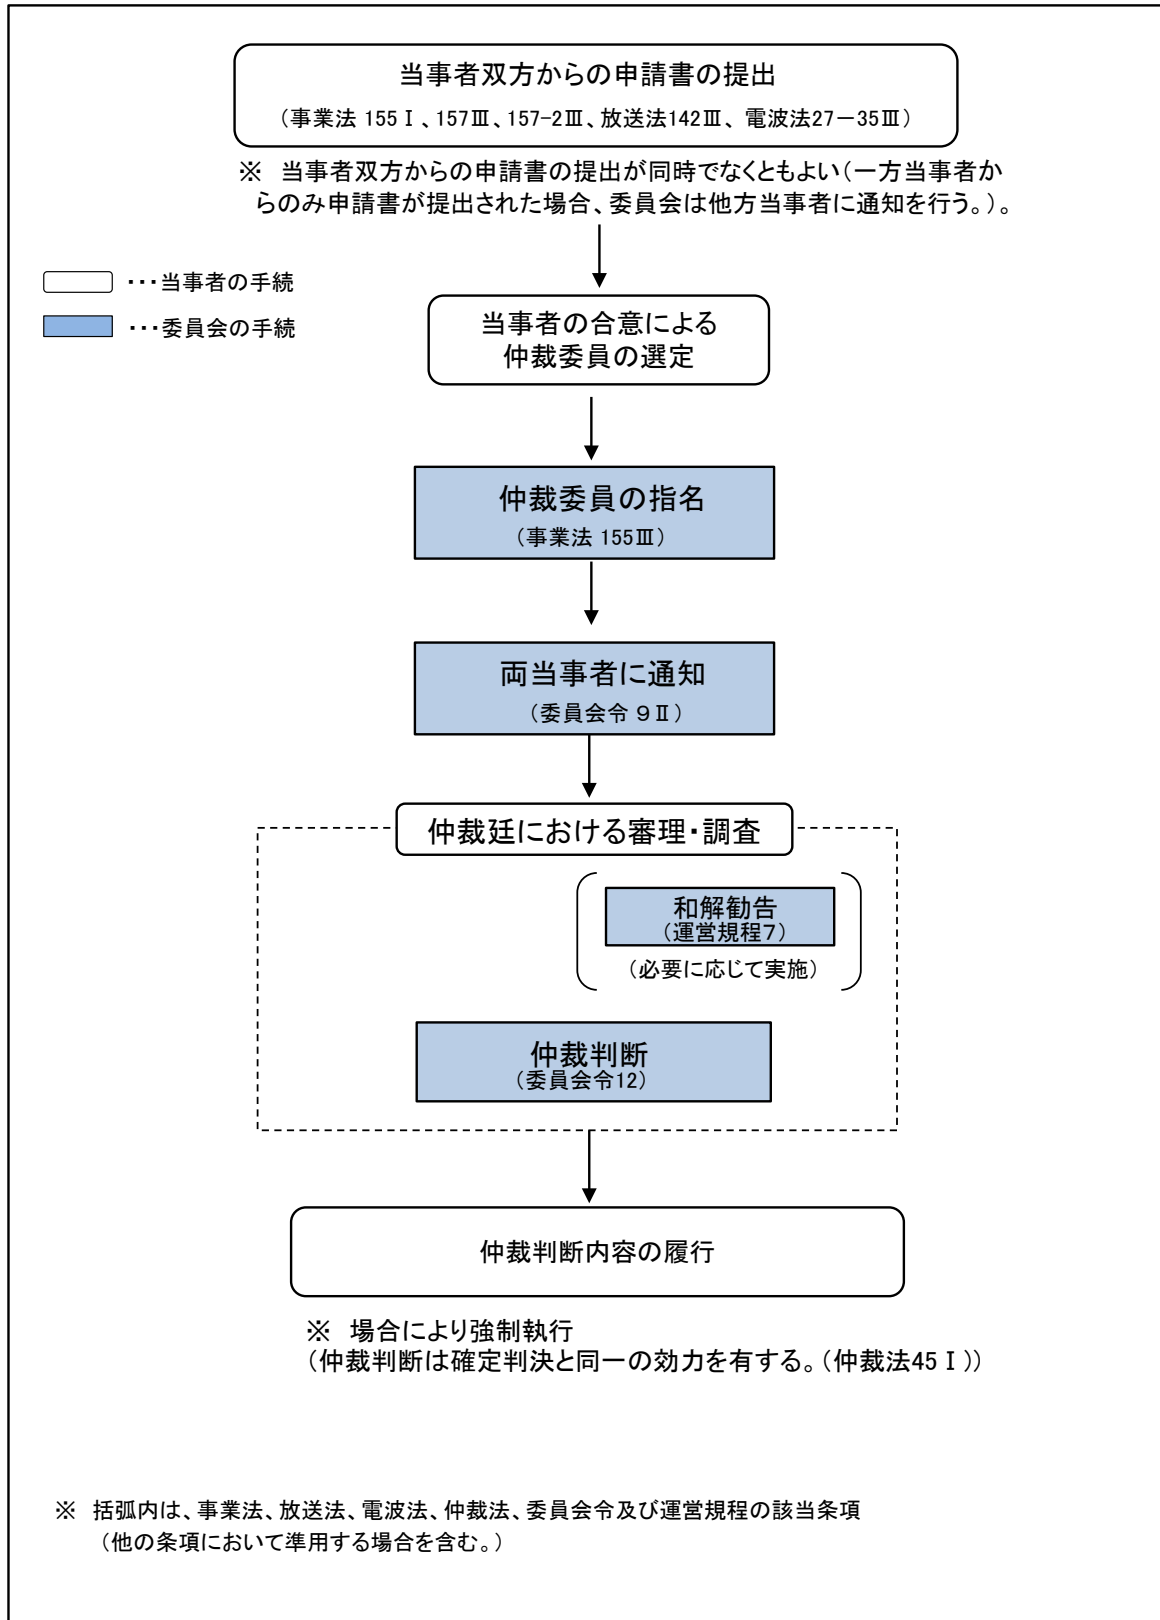 当事者双方からの申請書の提出
（事業法 155Ⅰ、157Ⅲ、157-2Ⅲ、放送法142Ⅲ、電波法27－35Ⅲ）
※　当事者双方からの申請書の提出が同時でなくともよい（一方当事者か
らのみ申請書が提出された場合、委員会は他方当事者に通知を行う。）。
・・・当事者の手続
・・・委員会の手続
当事者の合意による
仲裁委員の選定
仲裁委員の指名
（事業法 155Ⅲ）
両当事者に通知
（委員会令 ９Ⅱ）
仲裁廷における審理・調査
和解勧告
（運営規程７）
（必要に応じて実施）
仲裁判断
（委員会令12）
仲裁判断内容の履行
※　場合により強制執行
（仲裁判断は確定判決と同一の効力を有する。（仲裁法45Ⅰ））
※　括弧内は、事業法、放送法、電波法、仲裁法、委員会令及び運営規程の該当条項
（他の条項において準用する場合を含む。）